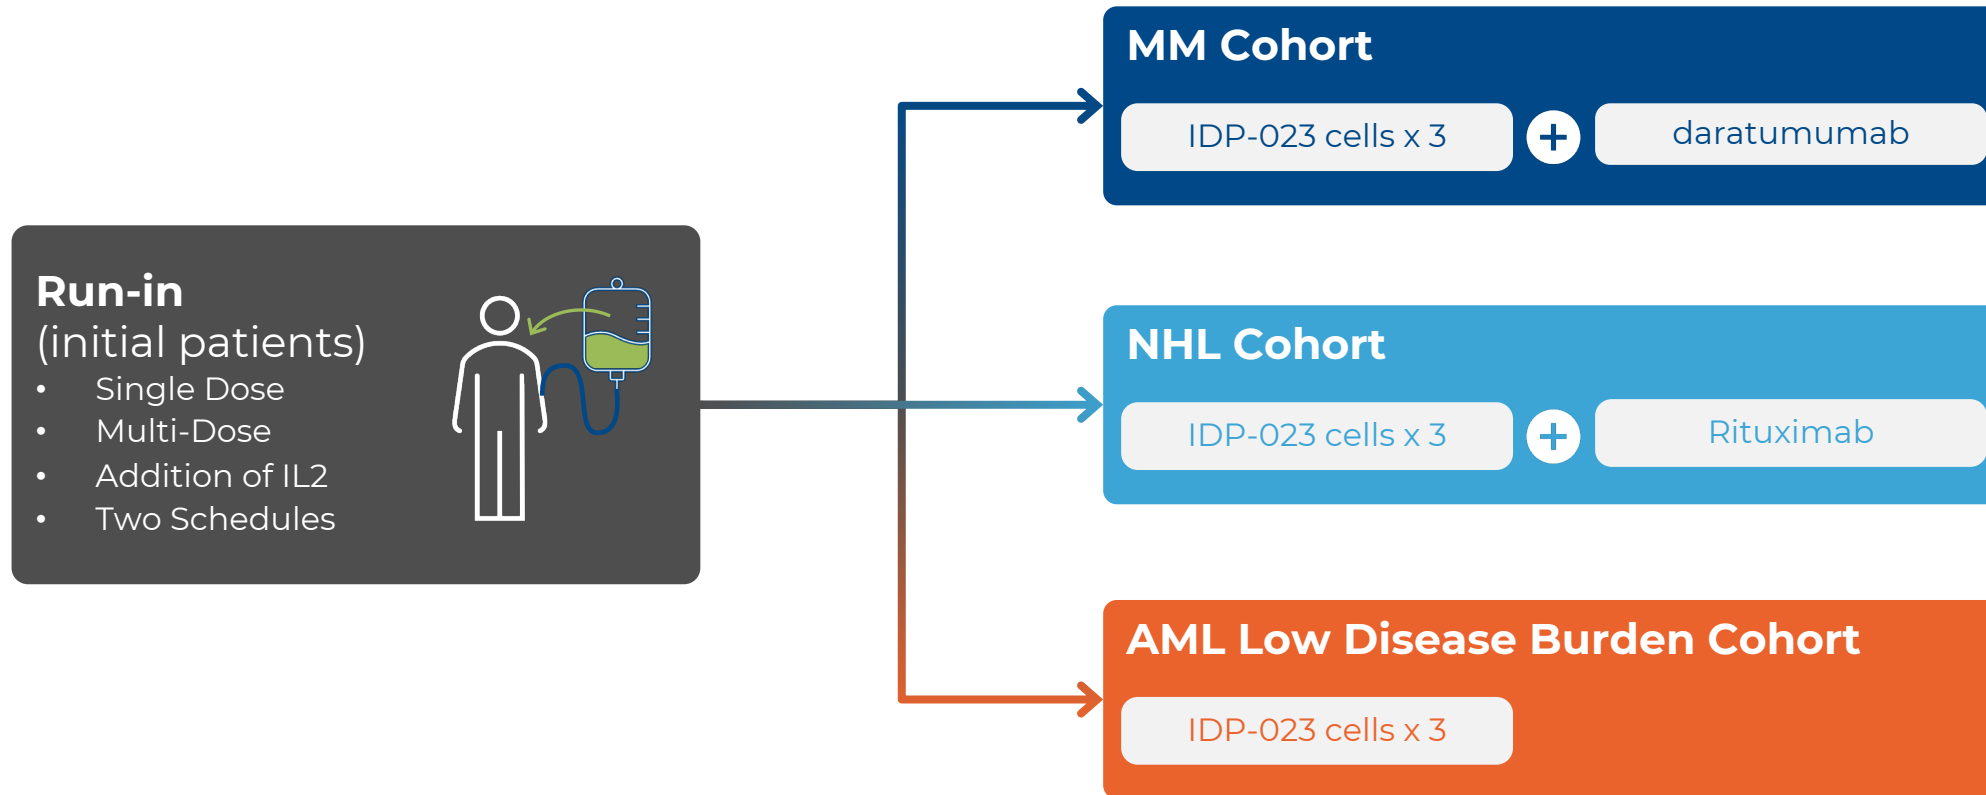 Run-in
(initial patients)
• Single Dose
• Multi-Dose
• Addition of IL2
• Two Schedules
MM Cohort
IDP-023 cells x 3 + daratumumab
NHL Cohort
IDP-023 cells x 3 + Rituximab
AML Low Disease Burden Cohort
IDP-023 cells x 3